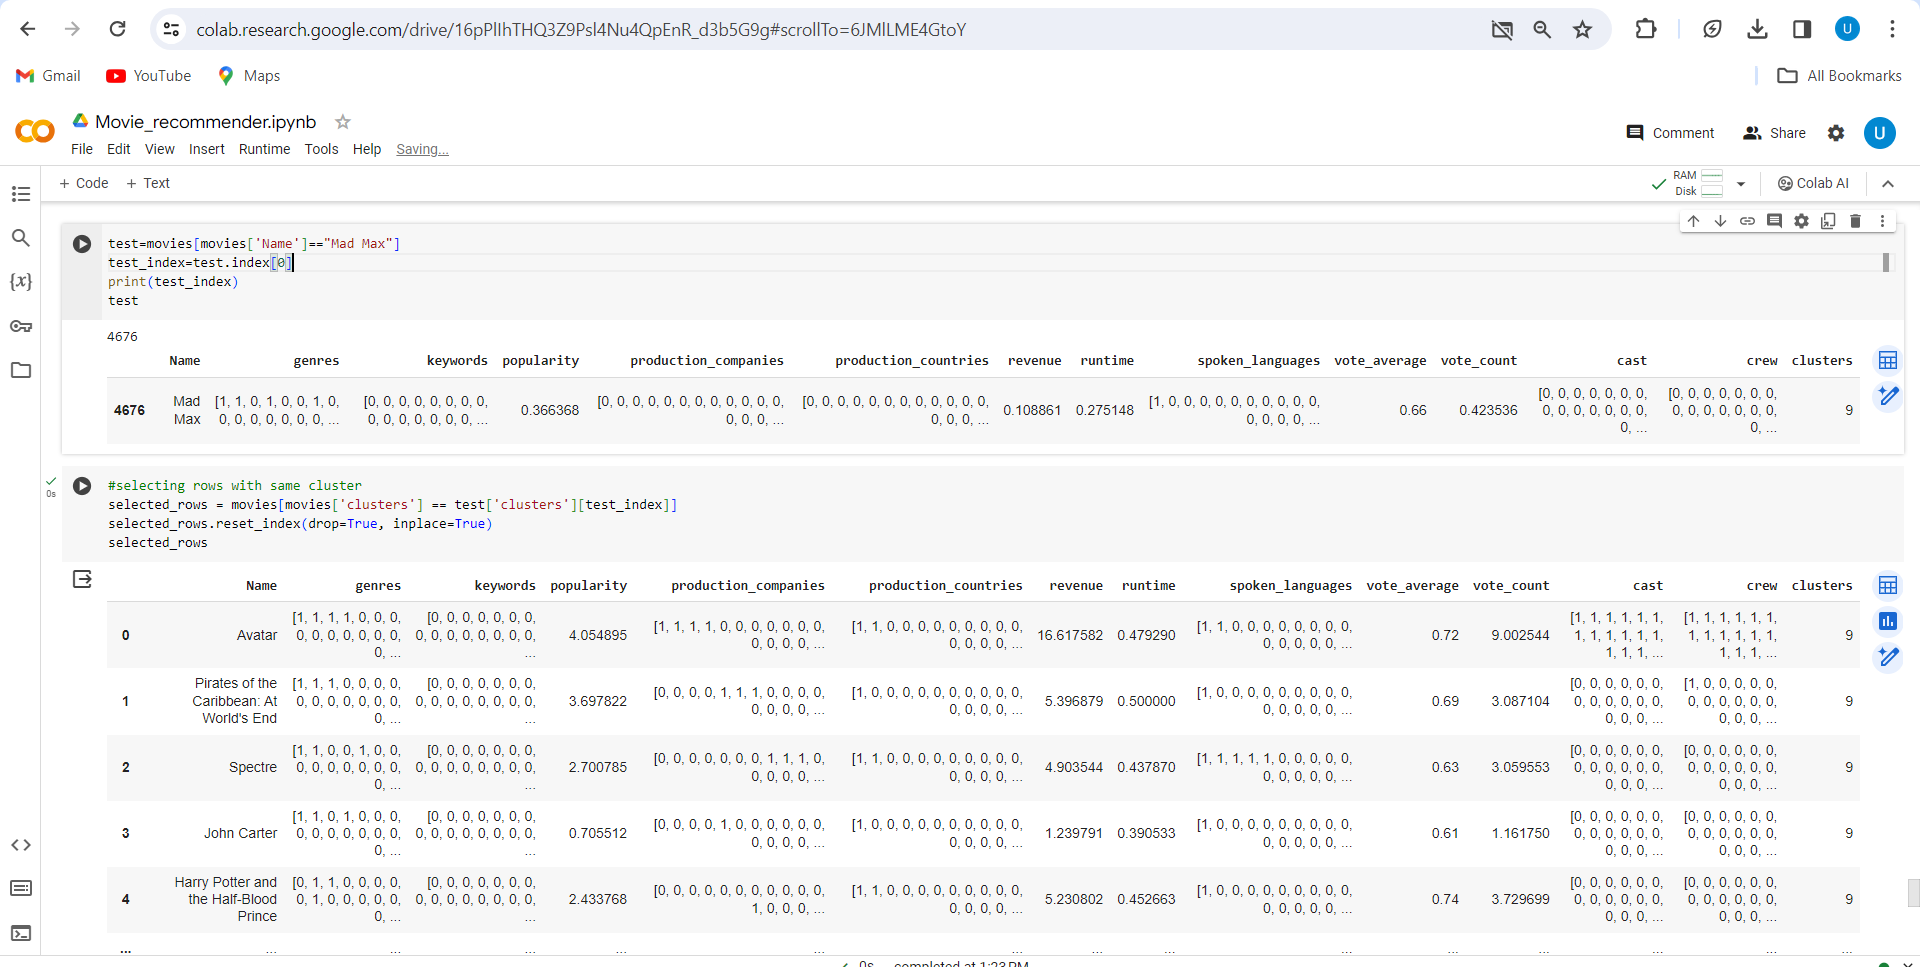 colab.research.google.com/drive/16pPlIhTHQ3Z9Psl4Nu4QpEnR_d3b5G9g#scrollTo=6JMlLME4GtoY
U
Gmail YouTube Maps All Bookmarks
Movie_recommender.ipynb
Comment Share U
File Edit View Insert Runtime Tools Help Saving...
+ Code + Text RAM Disk Colab AI
test=movies[movies['Name']=="Mad Max"]
test_index=test.index[0]
print(test_index)
test
4676
Name genres keywords popularity production_companies production_countries revenue runtime spoken_languages vote_average vote_count cast crew clusters
4676 Mad Max [1, 1, 0, 1, 0, 0, 1, 0, 0, 0, 0, 0, 0, 0, 0, ... [0, 0, 0, 0, 0, 0, 0, 0, 0, 0, 0, 0, 0, 0, 0, ... 0.366368 [0, 0, 0, 0, 0, 0, 0, 0, 0, 0, 0, 0, 0, 0, 0, ... [0, 0, 0, 0, 0, 0, 0, 0, 0, 0, 0, 0, 0, 0, 0, ... 0.108861 0.275148 [1, 0, 0, 0, 0, 0, 0, 0, 0, 0, 0, 0, 0, 0, 0, ... 0.66 0.423536 [0, 0, 0, 0, 0, 0, 0, 0, 0, 0, 0, 0, 0, 0, 0, ... [0, 0, 0, 0, 0, 0, 0, 0, 0, 0, 0, 0, 0, 0, 0, ... 9
0s
#selecting rows with same cluster
selected_rows = movies[movies['clusters'] == test['clusters'][test_index]]
selected_rows.reset_index(drop=True, inplace=True)
selected_rows
Name genres keywords popularity production_companies production_countries revenue runtime spoken_languages vote_average vote_count cast crew clusters
0 Avatar [1, 1, 1, 1, 0, 0, 0, 0, 0, 0, 0, 0, 0, 0, 0, ... [0, 0, 0, 0, 0, 0, 0, 0, 0, 0, 0, 0, 0, 0, 0, ... 4.054895 [1, 1, 1, 1, 0, 0, 0, 0, 0, 0, 0, 0, 0, 0, 0, ... [1, 1, 0, 0, 0, 0, 0, 0, 0, 0, 0, 0, 0, 0, 0, ... 16.617582 0.479290 [1, 1, 0, 0, 0, 0, 0, 0, 0, 0, 0, 0, 0, 0, 0, ... 0.72 9.002544 [1, 1, 1, 1, 1, 1, 1, 1, 1, 1, 1, 1, 1, 1, 1, ... [1, 1, 1, 1, 1, 1, 1, 1, 1, 1, 1, 1, 1, 1, 1, ... 9
1 Pirates of the Caribbean: At World's End [1, 1, 1, 0, 0, 0, 0, 0, 0, 0, 0, 0, 0, 0, 0, ... [0, 0, 0, 0, 0, 0, 0, 0, 0, 0, 0, 0, 0, 0, 0, ... 3.697822 [0, 0, 0, 0, 1, 1, 1, 0, 0, 0, 0, 0, 0, 0, 0, ... [1, 0, 0, 0, 0, 0, 0, 0, 0, 0, 0, 0, 0, 0, 0, ... 5.396879 0.500000 [1, 0, 0, 0, 0, 0, 0, 0, 0, 0, 0, 0, 0, 0, 0, ... 0.69 3.087104 [0, 0, 0, 0, 0, 0, 0, 0, 0, 0, 0, 0, 0, 0, 0, ... [1, 0, 0, 0, 0, 0, 0, 0, 0, 0, 0, 0, 0, 0, 0, ... 9
2 Spectre [1, 1, 0, 0, 1, 0, 0, 0, 0, 0, 0, 0, 0, 0, 0, ... [0, 0, 0, 0, 0, 0, 0, 0, 0, 0, 0, 0, 0, 0, 0, ... 2.700785 [0, 0, 0, 0, 0, 0, 0, 1, 1, 1, 0, 0, 0, 0, 0, ... [1, 1, 0, 0, 0, 0, 0, 0, 0, 0, 0, 0, 0, 0, 0, ... 4.903544 0.437870 [1, 1, 1, 1, 1, 0, 0, 0, 0, 0, 0, 0, 0, 0, 0, ... 0.63 3.059553 [0, 0, 0, 0, 0, 0, 0, 0, 0, 0, 0, 0, 0, 0, 0, ... [0, 0, 0, 0, 0, 0, 0, 0, 0, 0, 0, 0, 0, 0, 0, ... 9
3 John Carter [1, 1, 0, 1, 0, 0, 0, 0, 0, 0, 0, 0, 0, 0, 0, ... [0, 0, 0, 0, 0, 0, 0, 0, 0, 0, 0, 0, 0, 0, 0, ... 0.705512 [0, 0, 0, 0, 1, 0, 0, 0, 0, 0, 0, 0, 0, 0, 0, ... [1, 0, 0, 0, 0, 0, 0, 0, 0, 0, 0, 0, 0, 0, 0, ... 1.239791 0.390533 [1, 0, 0, 0, 0, 0, 0, 0, 0, 0, 0, 0, 0, 0, 0, ... 0.61 1.161750 [0, 0, 0, 0, 0, 0, 0, 0, 0, 0, 0, 0, 0, 0, 0, ... [0, 0, 0, 0, 0, 0, 0, 0, 0, 0, 0, 0, 0, 0, 0, ... 9
4 Harry Potter and the Half-Blood Prince [0, 1, 1, 0, 0, 0, 0, 0, 1, 0, 0, 0, 0, 0, 0, ... [0, 0, 0, 0, 0, 0, 0, 0, 0, 0, 0, 0, 0, 0, 0, ... 2.433768 [0, 0, 0, 0, 0, 0, 0, 0, 0, 0, 0, 1, 0, 0, 0, ... [1, 1, 0, 0, 0, 0, 0, 0, 0, 0, 0, 0, 0, 0, 0, ... 5.230802 0.452663 [1, 0, 0, 0, 0, 0, 0, 0, 0, 0, 0, 0, 0, 0, 0, ... 0.74 3.729699 [0, 0, 0, 0, 0, 0, 0, 0, 0, 0, 0, 0, 0, 0, 0, ... [0, 0, 0, 0, 0, 0, 0, 0, 0, 0, 0, 0, 0, 0, 0, ... 9
... ... ... ... ... ... ... ... ... ... ... ... ... ... ...
0s completed at 1:23 PM